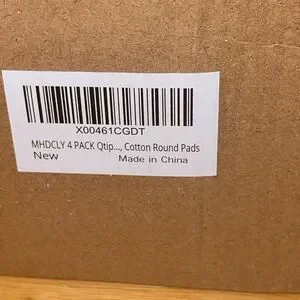 X00461CGDT
MHDCLY 4 PACK Qtip..., Cotton Round Pads
New Made in China